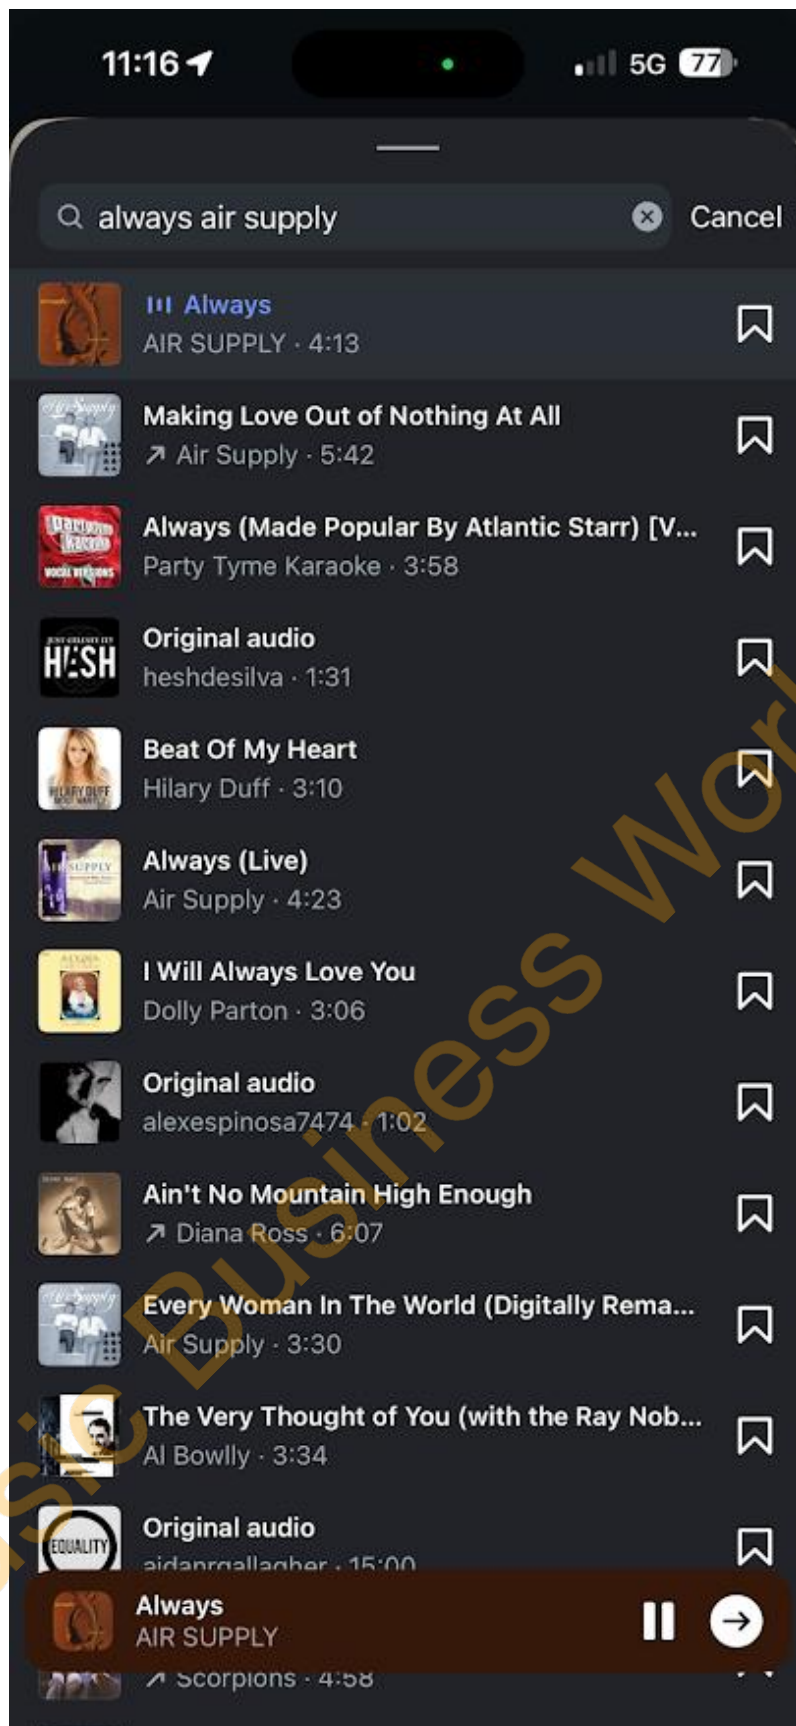 11:16
5G 77
always air supply
Cancel
Always
AIR SUPPLY · 4:13
Making Love Out of Nothing At All
Air Supply · 5:42
Always (Made Popular By Atlantic Starr) [V...
Party Tyme Karaoke · 3:58
Original audio
HESH
heshdesilva · 1:31
Beat Of My Heart
Hilary Duff · 3:10
HILARY DUFF
Always (Live)
Air Supply · 4:23
I Will Always Love You
Dolly Parton · 3:06
Original audio
alexespinosa7474 · 1:02
Ain't No Mountain High Enough
Diana Ross · 6:07
Every Woman In The World (Digitally Rema...
Air Supply · 3:30
The Very Thought of You (with the Ray Nob...
Al Bowlly · 3:34
Original audio
EQUALITY
aidanrgallagher · 15:00
Always
AIR SUPPLY
Scorpions · 4:58
Business